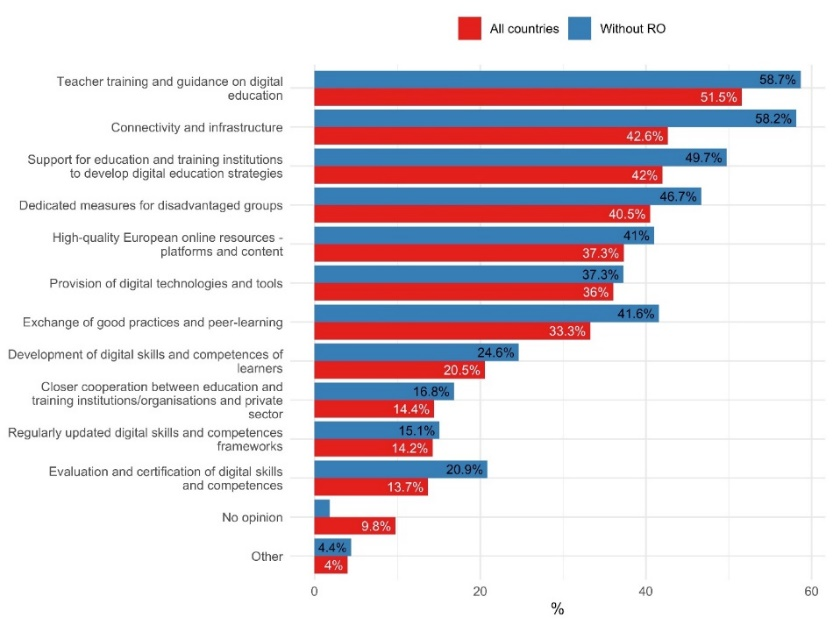 All countries Without RO
Teacher training and guidance on digital
education
58.7%
51.5%
Connectivity and infrastructure
58.2%
42.6%
Support for education and training institutions
to develop digital education strategies
49.7%
42%
Dedicated measures for disadvantaged groups
46.7%
40.5%
High-quality European online resources -
platforms and content
41%
37.3%
Provision of digital technologies and tools
37.3%
36%
Exchange of good practices and peer-learning
41.6%
33.3%
Development of digital skills and competences of
learners
24.6%
20.5%
Closer cooperation between education and
training institutions/organisations and private
sector
16.8%
14.4%
Regularly updated digital skills and competences
frameworks
15.1%
14.2%
Evaluation and certification of digital skills
and competences
20.9%
13.7%
No opinion
9.8%
Other
4.4%
4%
0 20 40 60
%